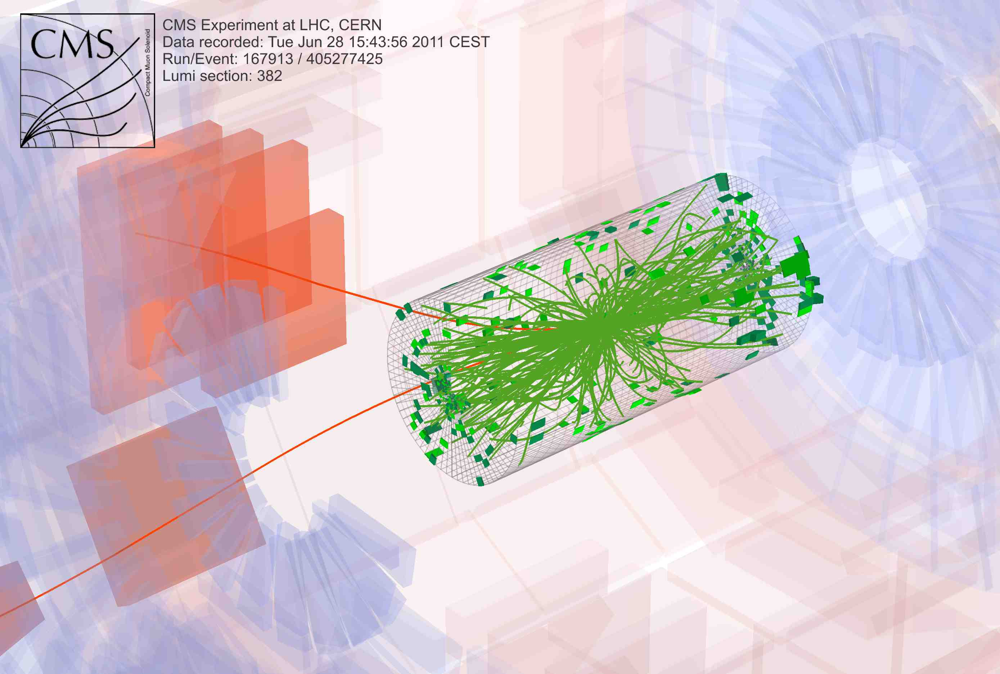 CMS
Compact Muon Solenoid
CMS Experiment at LHC, CERN
Data recorded: Tue Jun 28 15:43:56 2011 CEST
Run/Event: 167913 / 405277425
Lumi section: 382